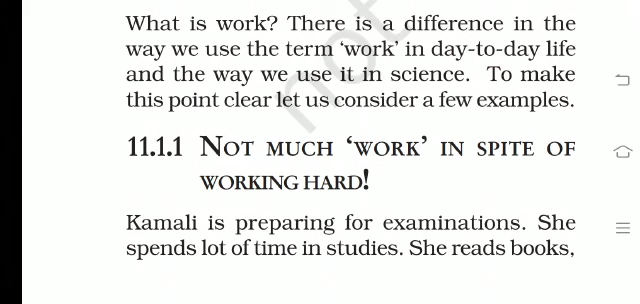 What is work? There is a difference in the
way we use the term ‘work’ in day-to-day life
and the way we use it in science. To make
this point clear let us consider a few examples.
11.1.1 NOT MUCH ‘WORK’ IN SPITE OF
WORKING HARD!
Kamali is preparing for examinations. She
spends lot of time in studies. She reads books,
not